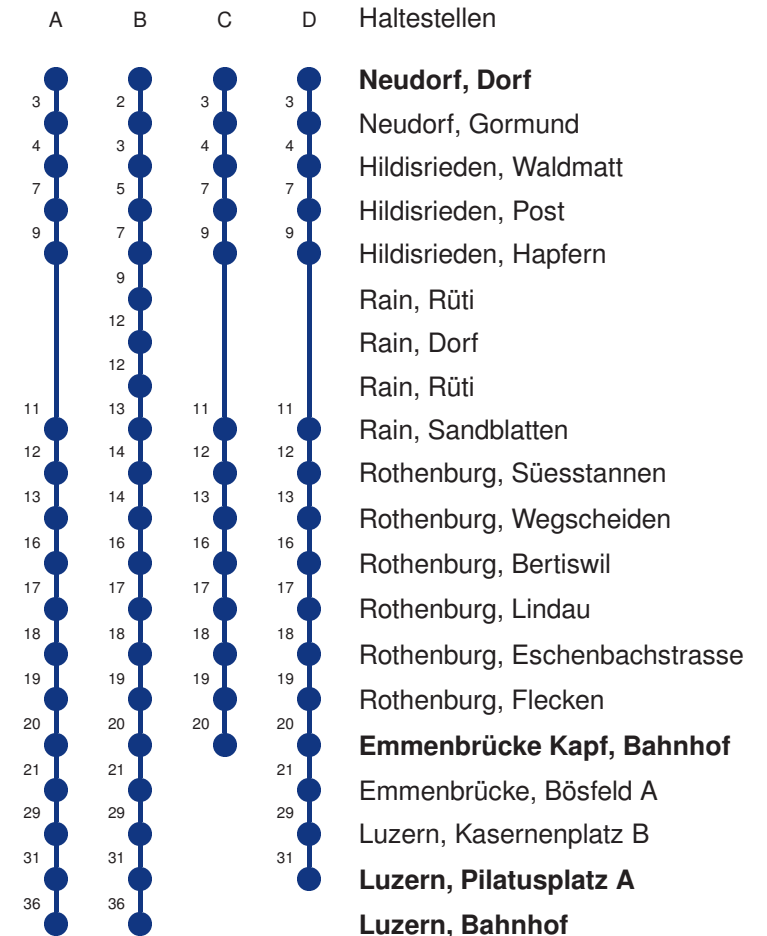 A B C D Haltestellen
Neudorf, Dorf
3 2 3 3
Neudorf, Gormund
4 3 4 4
Hildisrieden, Waldmatt
7 5 7 7
Hildisrieden, Post
9 7 9 9
Hildisrieden, Hapfern
9
Rain, Rüti
12
Rain, Dorf
12
Rain, Rüti
11 13 11 11
Rain, Sandblatten
12 14 12 12
Rothenburg, Süesstannen
13 14 13 13
Rothenburg, Wegscheiden
16 16 16 16
Rothenburg, Bertiswil
17 17 17 17
Rothenburg, Lindau
18 18 18 18
Rothenburg, Eschenbachstrasse
19 19 19 19
Rothenburg, Flecken
20 20 20 20
Emmenbrücke Kapf, Bahnhof
21 21 21
Emmenbrücke, Bösfeld A
29 29 29
Luzern, Kasernenplatz B
31 31 31
Luzern, Pilatusplatz A
36 36
Luzern, Bahnhof